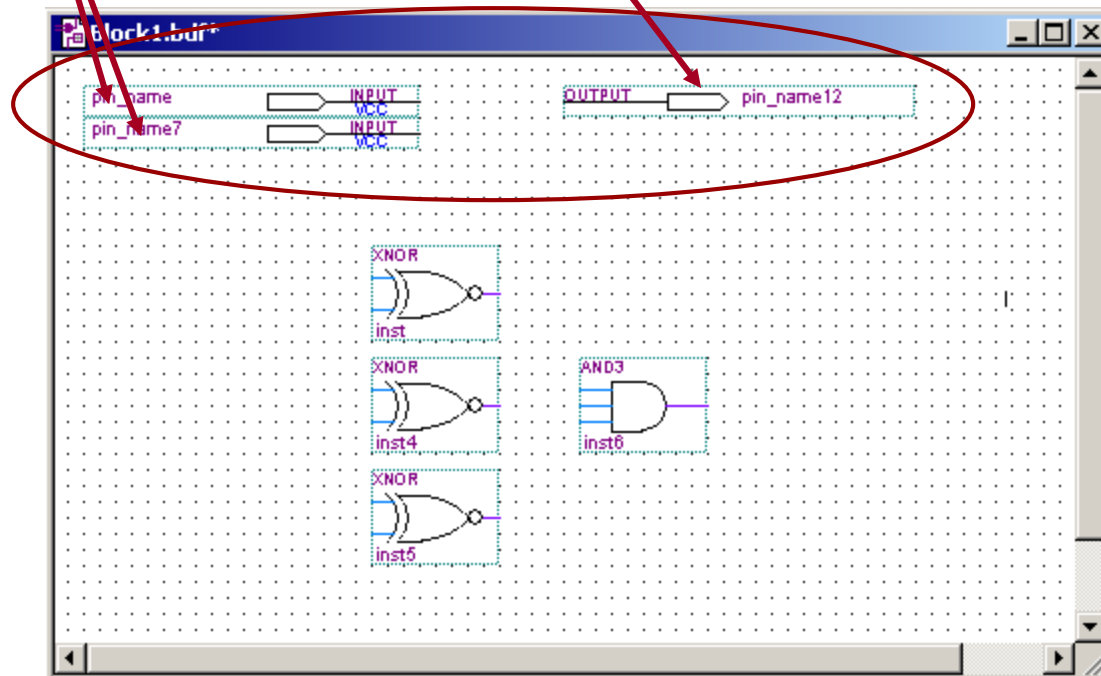 Block1.bdf*
pin_name INPUT VCC OUTPUT pin_name12
pin_name7 INPUT VCC
XNOR
inst
XNOR AND3
inst4 inst6
XNOR
inst5